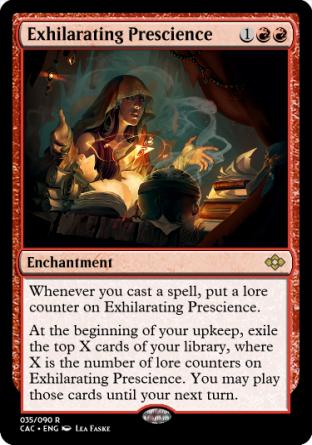 Exhilarating Prescience 1
Enchantment
Whenever you cast a spell, put a lore
counter on Exhilarating Prescience.
At the beginning of your upkeep, exile
the top X cards of your library, where
X is the number of lore counters on
Exhilarating Prescience. You may play
those cards until your next turn.
035/090 R
CAC • ENG Lea Faske